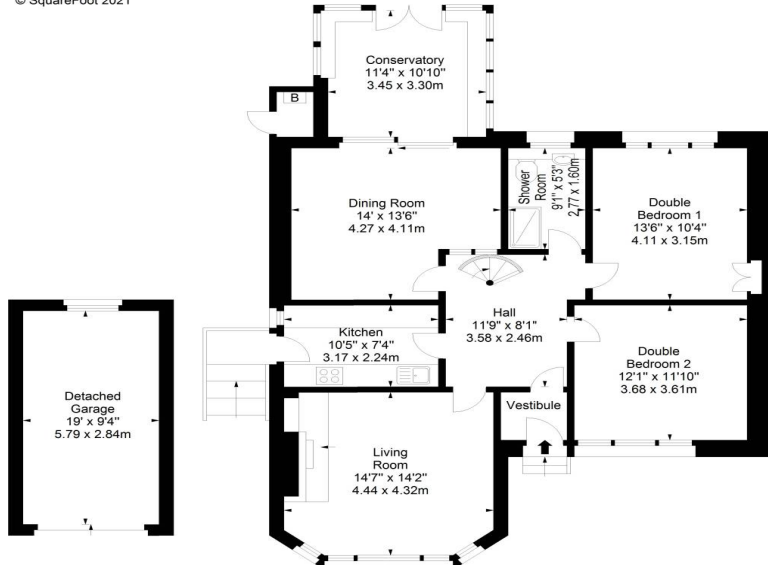 © SquareFoot 2021
Conservatory
11'4" x 10'10"
3.45 x 3.30m
B
Dining Room
14' x 13'6"
4.27 x 4.11m
Shower
Room
9'1" x 5'3"
2.77 x 1.60m
Double
Bedroom 1
13'6" x 10'4"
4.11 x 3.15m
Hall
11'9" x 8'1"
3.58 x 2.46m
Kitchen
10'5" x 7'4"
3.17 x 2.24m
Double
Bedroom 2
12'1" x 11'10"
3.68 x 3.61m
Detached
Garage
19' x 9'4"
5.79 x 2.84m
Vestibule
Living
Room
14'7" x 14'2"
4.44 x 4.32m